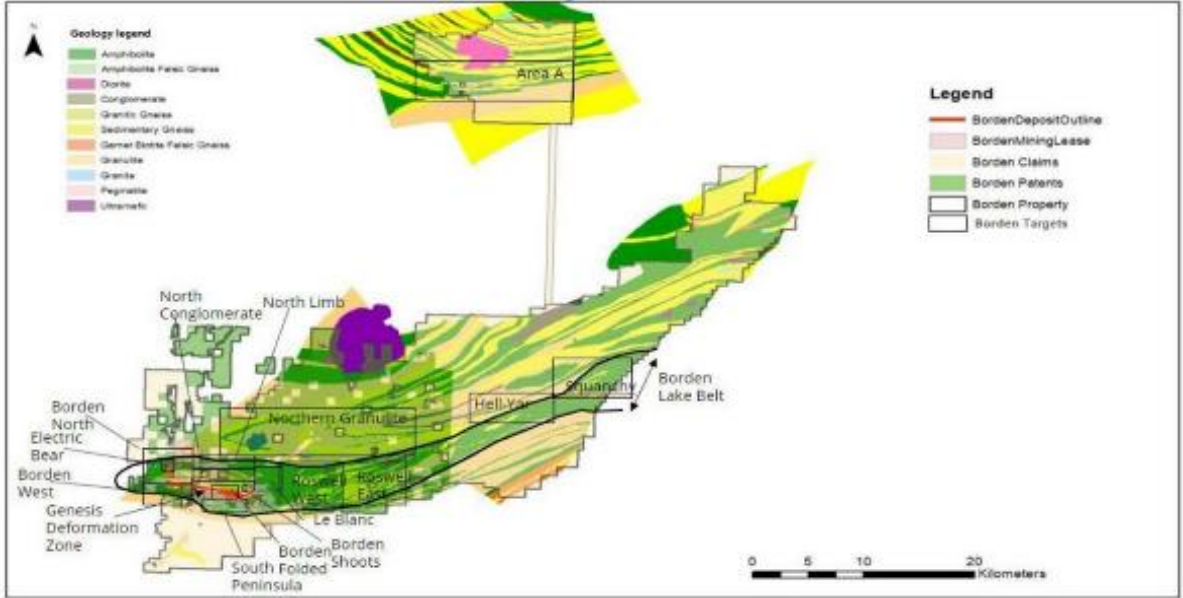 N
Geology legend
Amphibolite
Amphibolite Felsic Gneiss
Diorite
Conglomerate
Granitic Gneiss
Sedimentary Gneiss
Garnet Biotite Felsic Gneiss
Granulite
Granite
Pegmatite
Ultramafic
Area A
Legend
BordenDepositOutline
BordenMiningLease
Borden Claims
Borden Patents
Borden Property
Borden Targets
North
Conglomerate
North Limb
Borden
North
Electric
Bear
Borden
West
Genesis
Deformation
Zone
Northern Granulite
Hell-Yar
Squanchy
Borden
Lake Belt
Roswell
West
Roswell
East
Le Blanc
Borden
Shoots
Borden
Folded
South
Peninsula
0 5 10 20
Kilometers